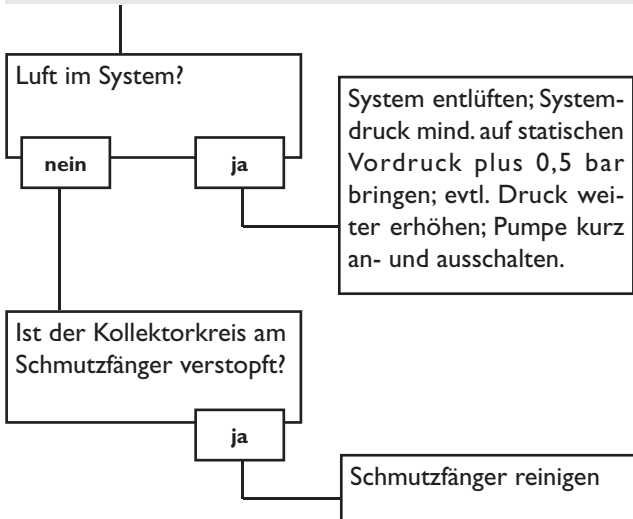 Luft im System?
nein
ja
System entlüften; System-
druck mind. auf statischen
Vordruck plus 0,5 bar
bringen; evtl. Druck wei-
ter erhöhen; Pumpe kurz
an- und ausschalten.
Ist der Kollektorkreis am
Schmutzfänger verstopft?
ja
Schmutzfänger reinigen